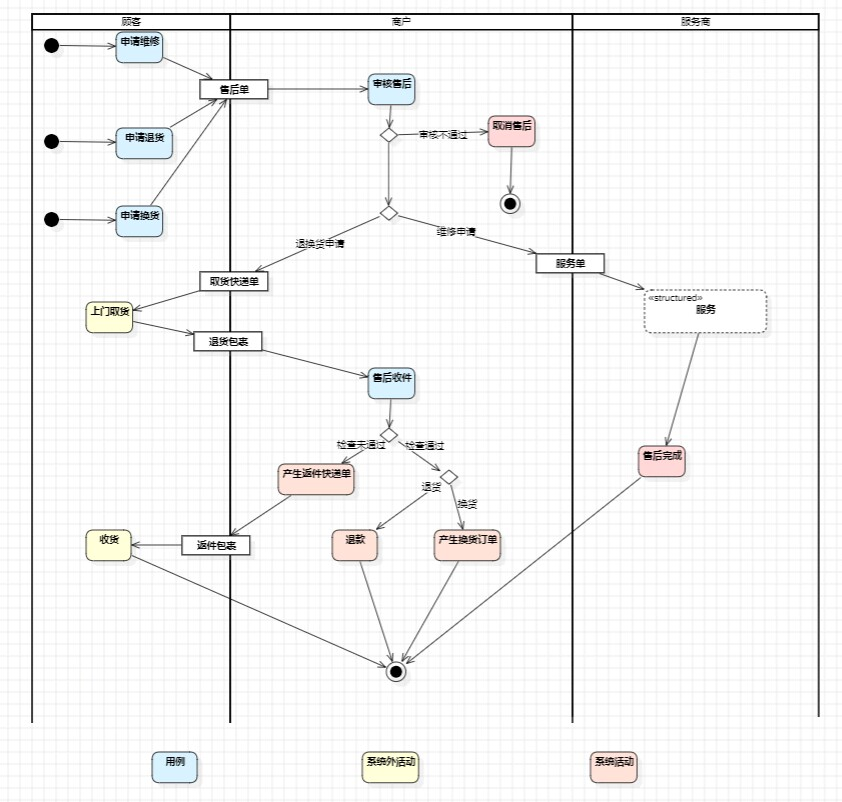 顾客
商户
服务商
申请维修
售后单
审核售后
取消售后
审核不通过
申请退货
申请换货
退换货申请
维修申请
服务单
取货快递单
«structured»
服务
上门取货
退货包裹
售后收件
检查未通过
检查通过
售后完成
产生返件快递单
退货
换货
收货
返件包裹
退款
产生换货订单
用例
系统外活动
系统活动